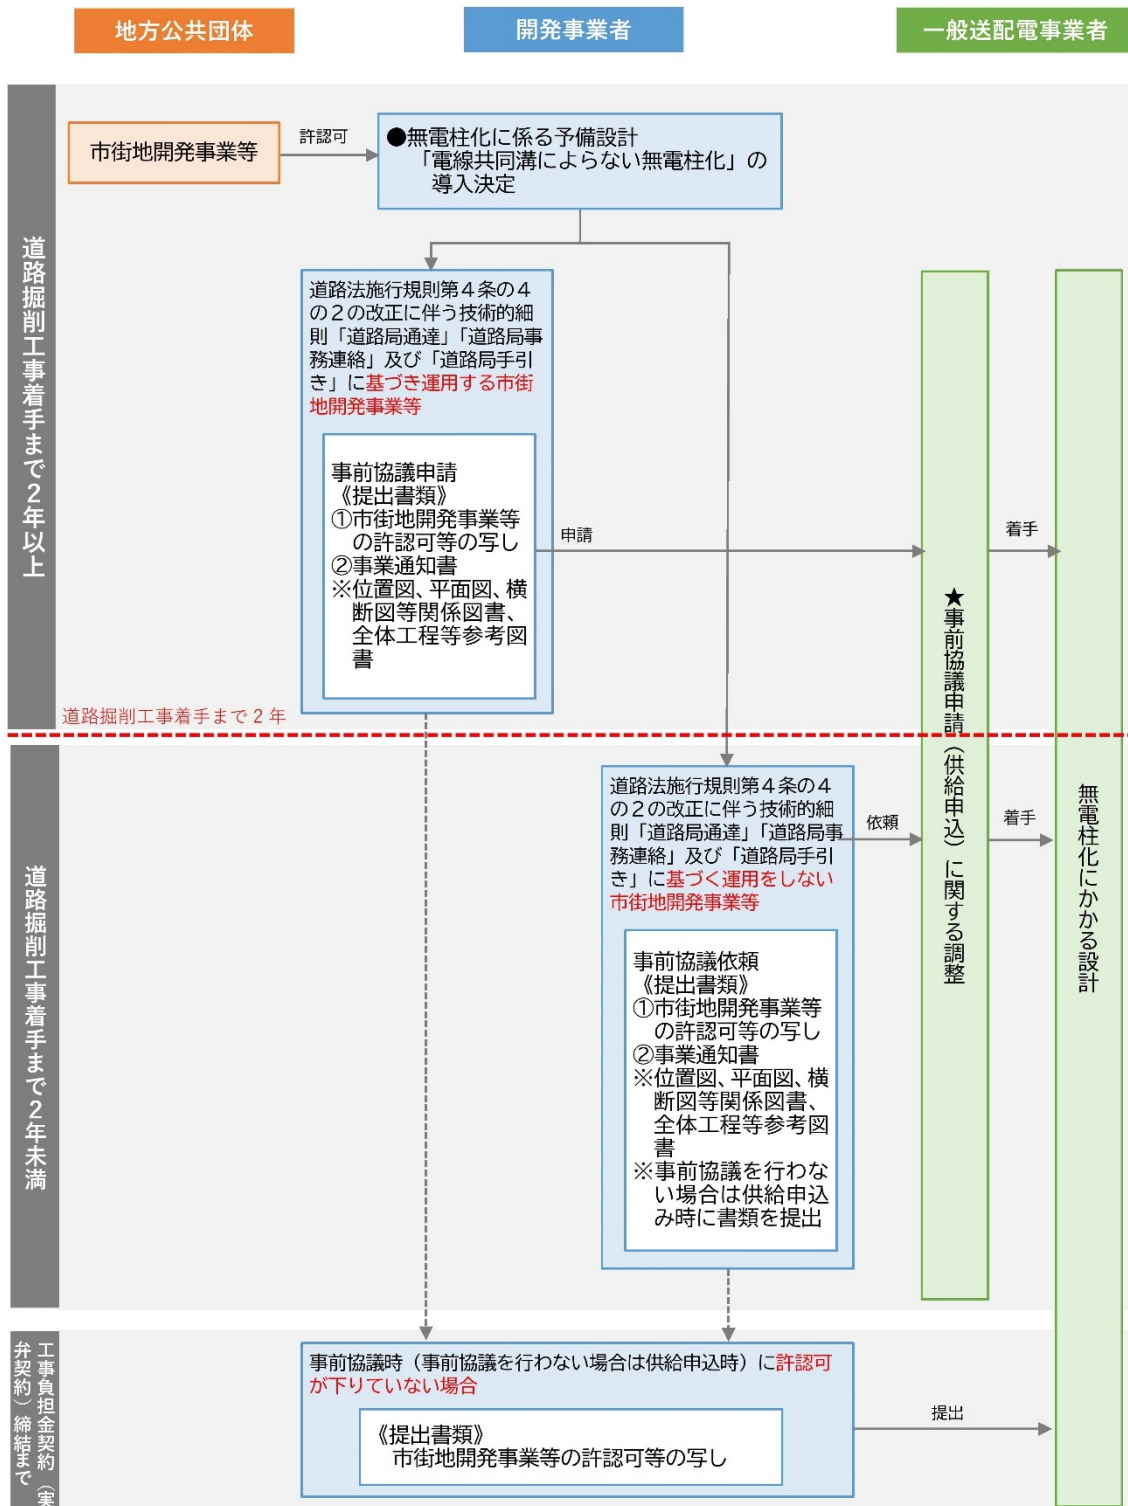 地方公共団体
開発事業者
一般送配電事業者
道路掘削工事着手まで2年以上
市街地開発事業等
許認可
●無電柱化に係る予備設計
「電線共同溝によらない無電柱化」の
導入決定
道路法施行規則第４条の４
の２の改正に伴う技術的細
則「道路局通達」「道路局事
務連絡」及び「道路局手引
き」に基づき運用する市街
地開発事業等
事前協議申請
《提出書類》
①市街地開発事業等
の許認可等の写し
②事業通知書
※位置図、平面図、横
断図等関係図書、
全体工程等参考図
書
申請
着手
★事前協議申請（供給申込）に関する調整
無電柱化にかかる設計
道路掘削工事着手まで２年
道路掘削工事着手まで2年未満
道路法施行規則第４条の４
の２の改正に伴う技術的細
則「道路局通達」「道路局事
務連絡」及び「道路局手引
き」に基づく運用をしない
市街地開発事業等
依頼
着手
事前協議依頼
《提出書類》
①市街地開発事業等
の許認可等の写し
②事業通知書
※位置図、平面図、横
断図等関係図書、
全体工程等参考図
書
※事前協議を行わな
い場合は供給申込
み時に書類を提出
工事負担金契約（実
弁契約）締結まで
事前協議時（事前協議を行わない場合は供給申込時）に許認可
が下りていない場合
《提出書類》
市街地開発事業等の許認可等の写し
提出